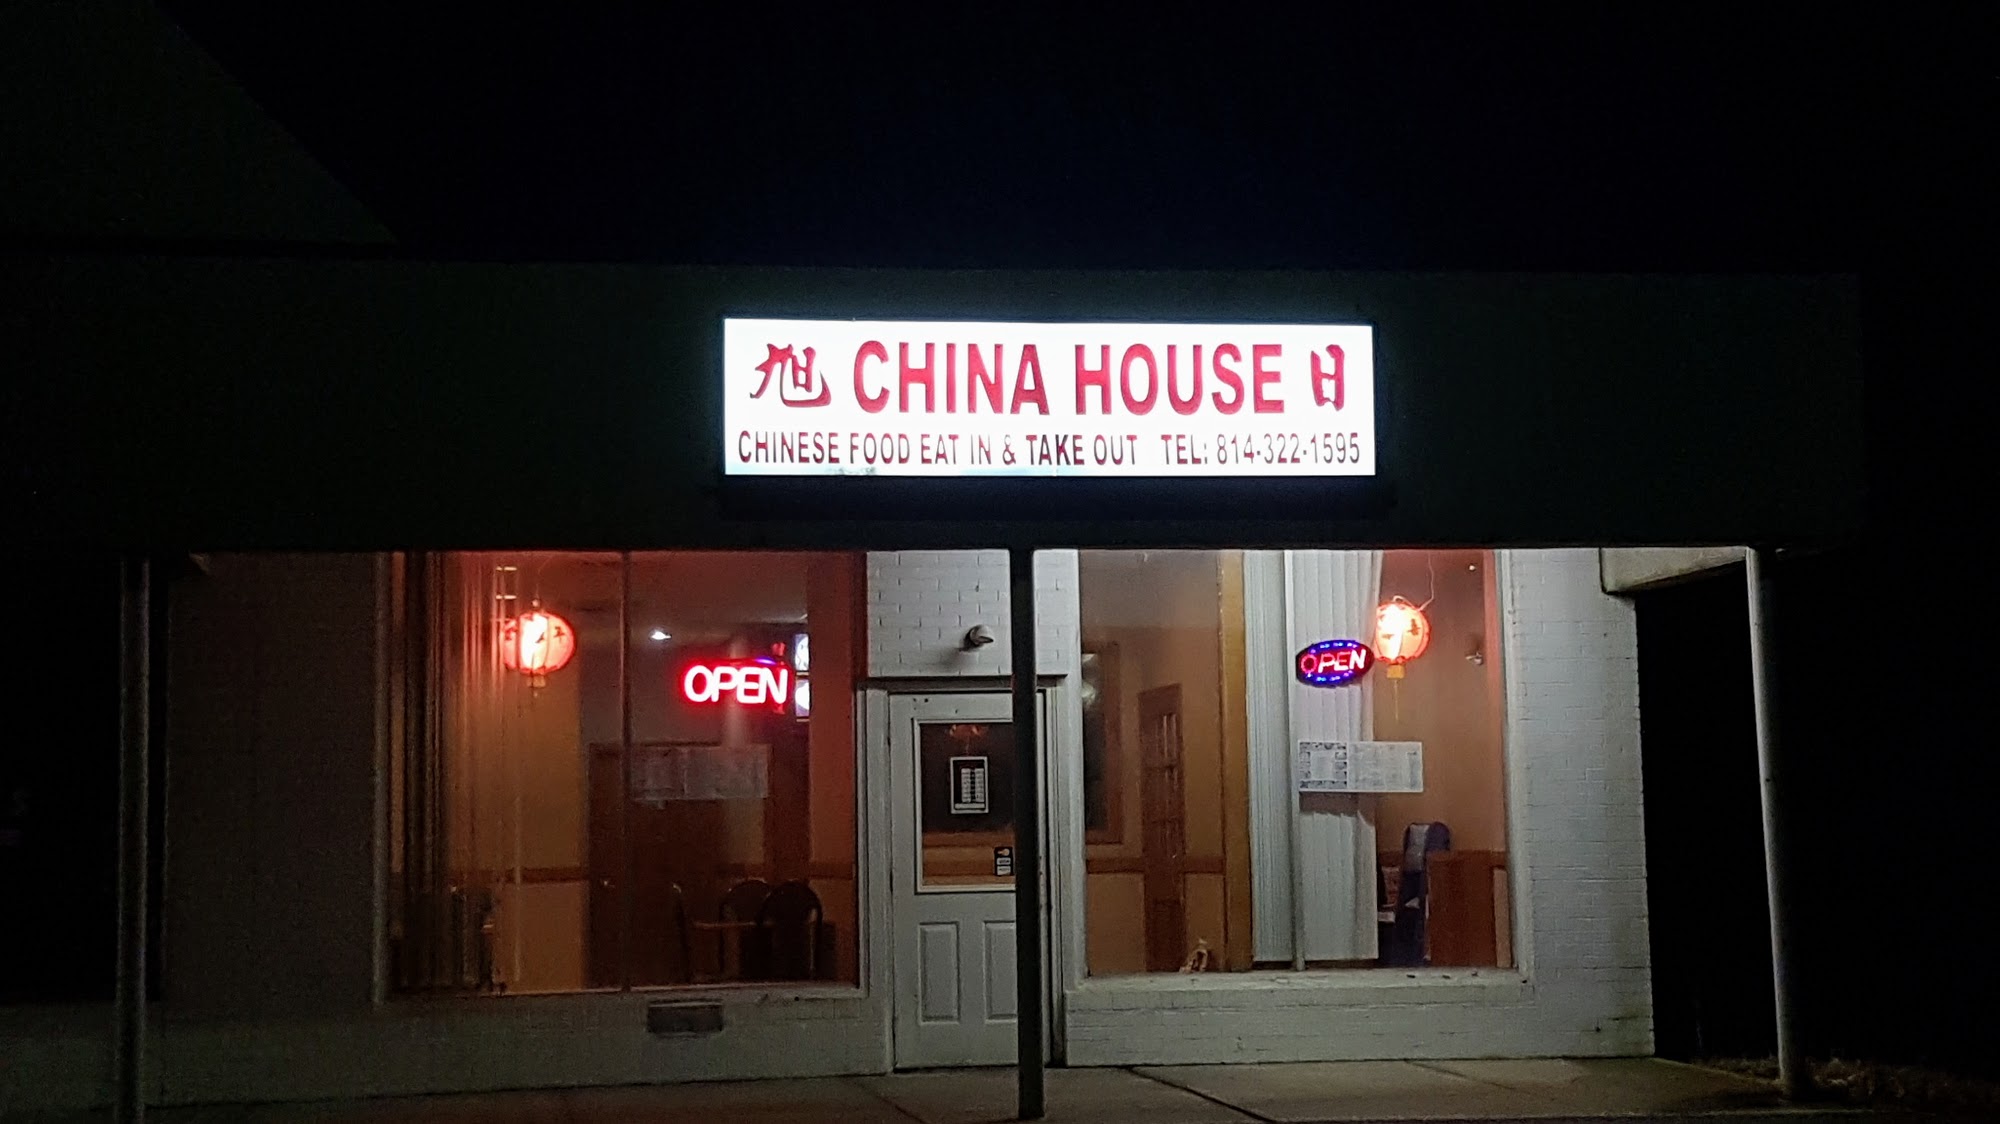 旭 CHINA HOUSE 日
CHINESE FOOD EAT IN & TAKE OUT TEL: 814-322-1595
OPEN
OPEN